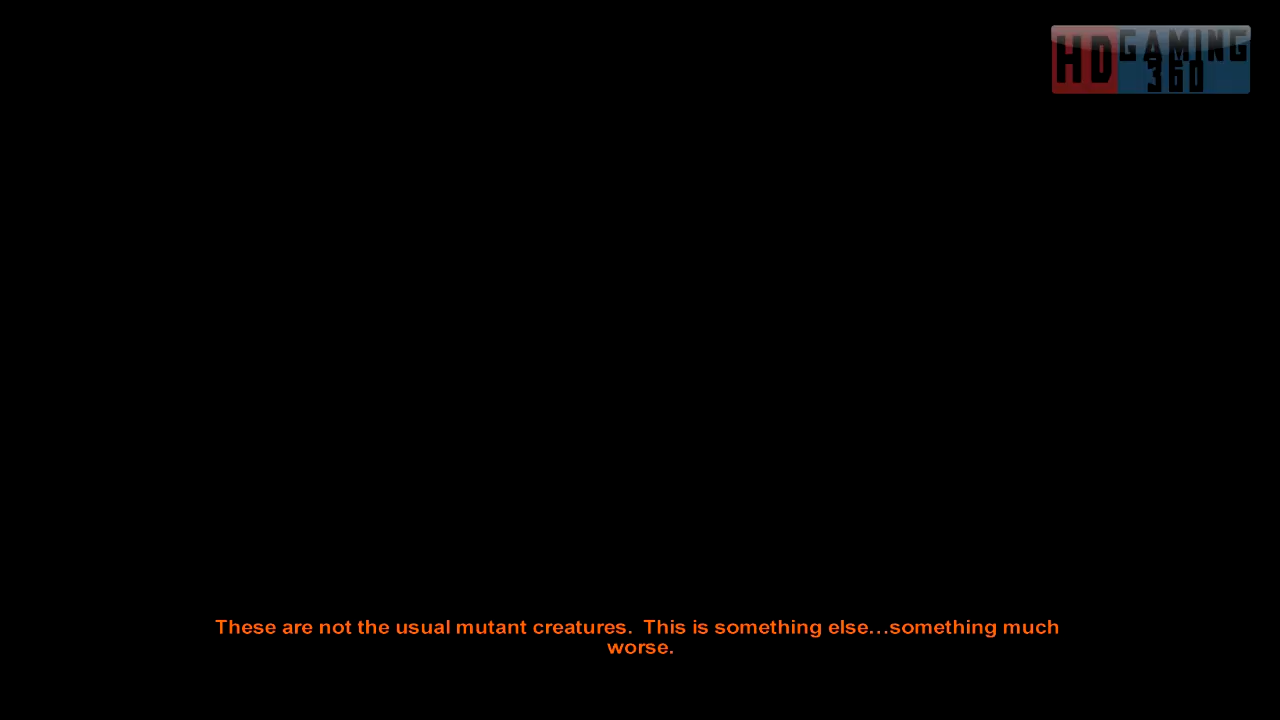 HD GAMING
360
These are not the usual mutant creatures.  This is something else...something much
worse.